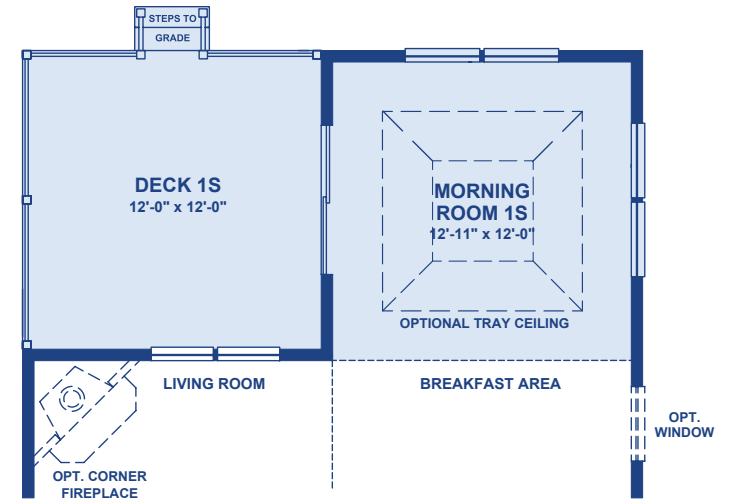 STEPS TO
GRADE
DECK 1S
12'-0" x 12'-0"
MORNING
ROOM 1S
12'-11" x 12'-0"
OPTIONAL TRAY CEILING
LIVING ROOM
BREAKFAST AREA
OPT.
WINDOW
OPT. CORNER
FIREPLACE